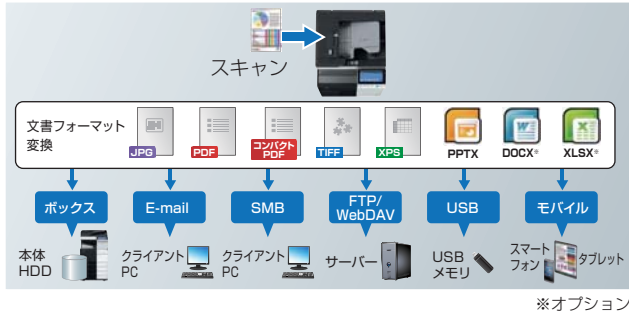 スキャン
文書フォーマット
変換
JPG
PDF
コンパクト
PDF
TIFF
XPS
PPTX
DOCX※
XLSX※
ボックス
E-mail
SMB
FTP/
WebDAV
USB
モバイル
本体
HDD
クライアント
PC
クライアント
PC
サーバー
USB
メモリ
スマート
フォン
タブレット
※オプション